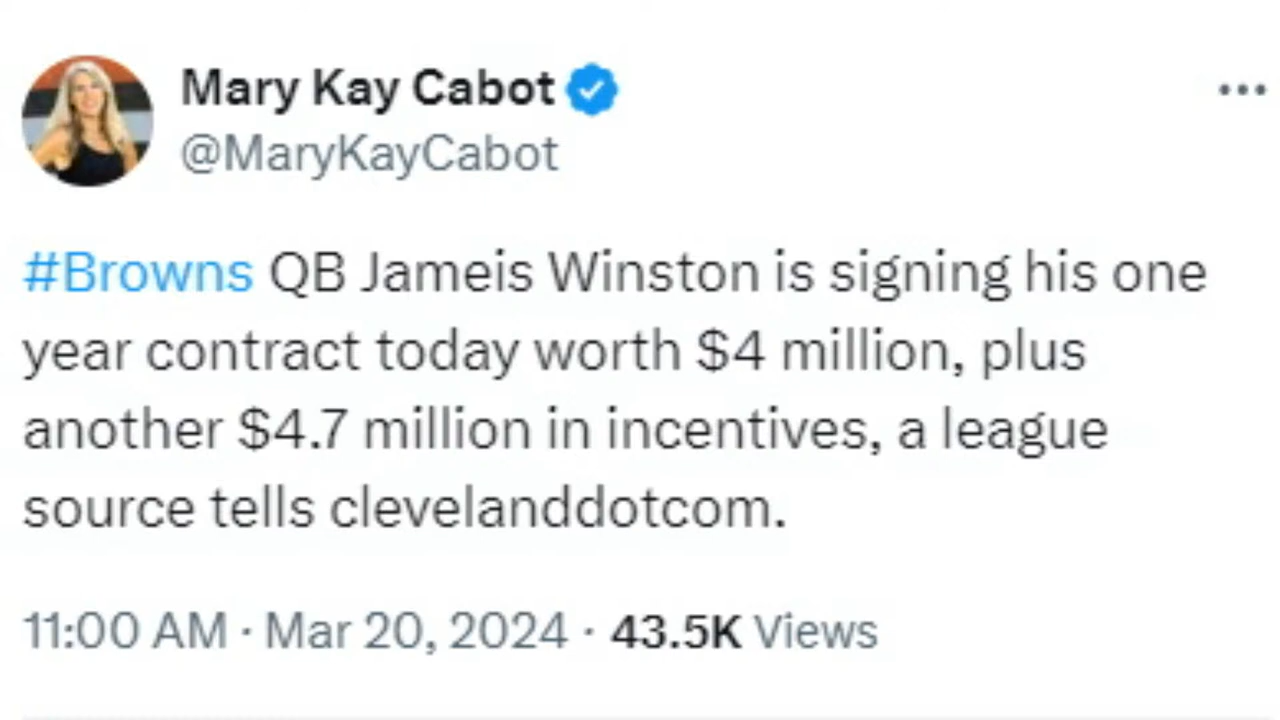 Mary Kay Cabot
@MaryKayCabot
#Browns QB Jameis Winston is signing his one
year contract today worth $4 million, plus
another $4.7 million in incentives, a league
source tells clevelanddotcom.
11:00 AM · Mar 20, 2024 · 43.5K Views